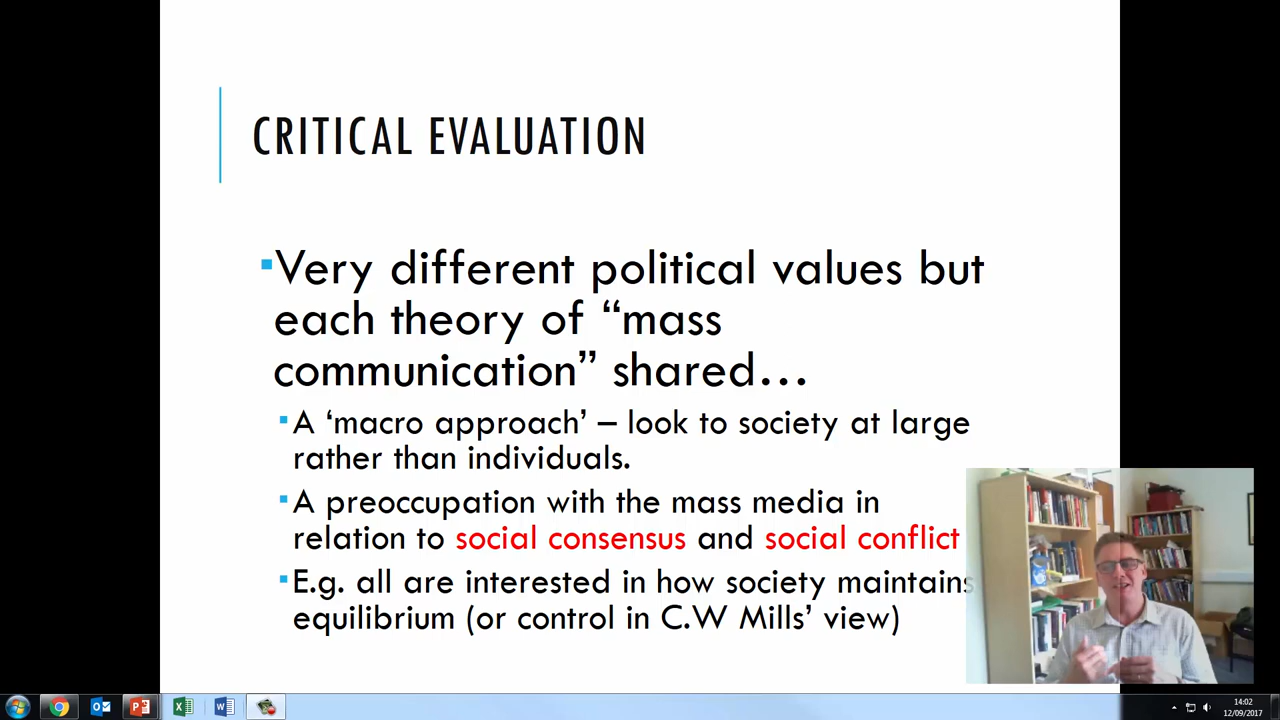 CRITICAL EVALUATION
▪Very different political values but
each theory of “mass
communication” shared…
▪A ‘macro approach’ – look to society at large
rather than individuals.
▪A preoccupation with the mass media in
relation to social consensus and social conflict
▪E.g. all are interested in how society maintains
equilibrium (or control in C.W Mills’ view)
14:02
12/09/2017